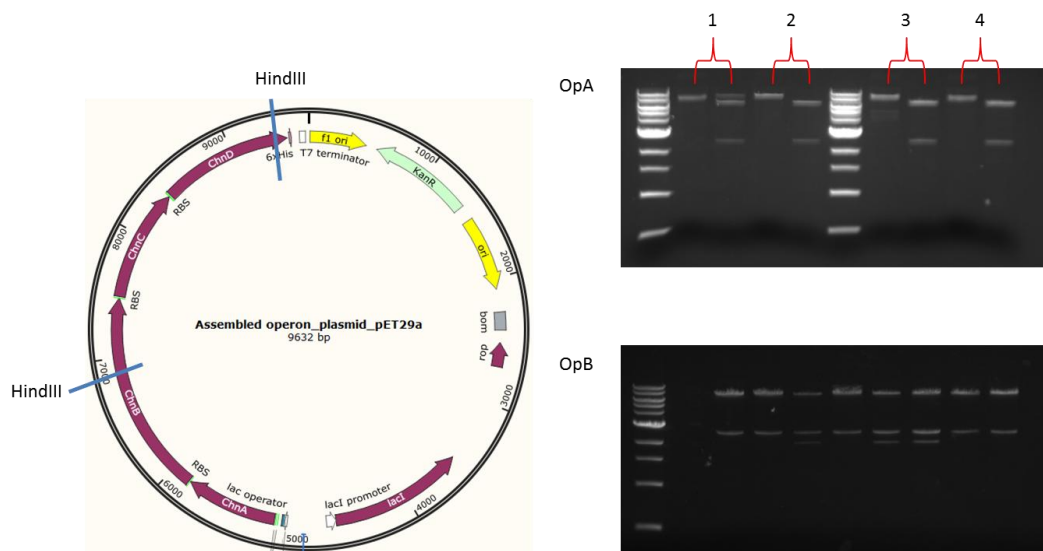 HindIII
HindIII
9000
8000
7000
6000
5000
4000
3000
2000
1000
ChnD
6xHis
T7 terminator
f1 ori
KanR
ori
bom
rop
lacI
lacI promoter
lac operator
ChnA
RBS
ChnB
RBS
ChnC
RBS
Assembled operon_plasmid_pET29a
9632 bp
OpA
1 2 3 4
OpB